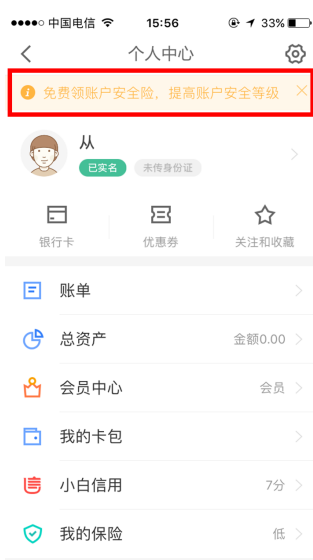 中国电信 15:56 33%
个人中心
免费领账户安全险，提高账户安全等级
从
已实名 未传身份证
银行卡 优惠券 关注和收藏
账单
总资产 金额0.00
会员中心 会员
我的卡包
小白信用 7分
我的保险 低